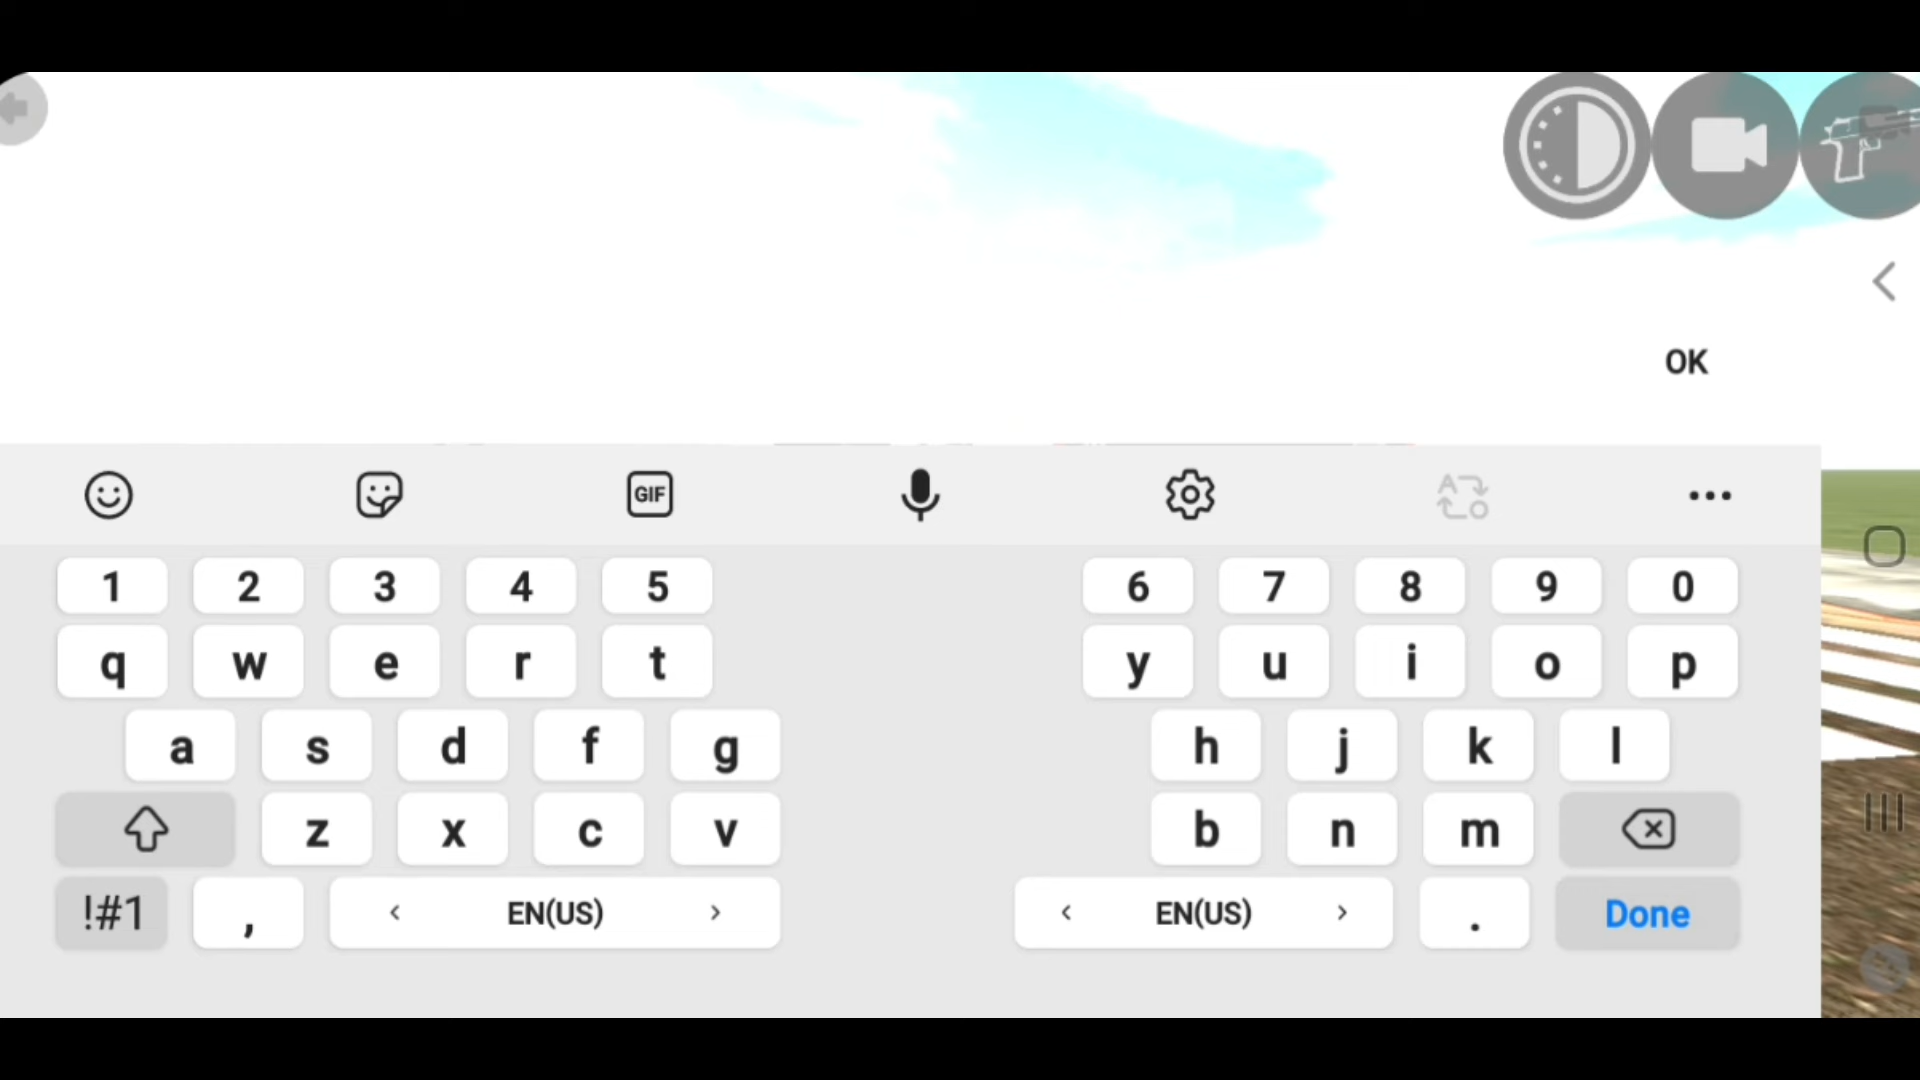 OK
GIF
1 2 3 4 5 6 7 8 9 0
q w e r t y u i o p
a s d f g h j k l
z x c v b n m
!#1 , < EN(US) > < EN(US) > . Done